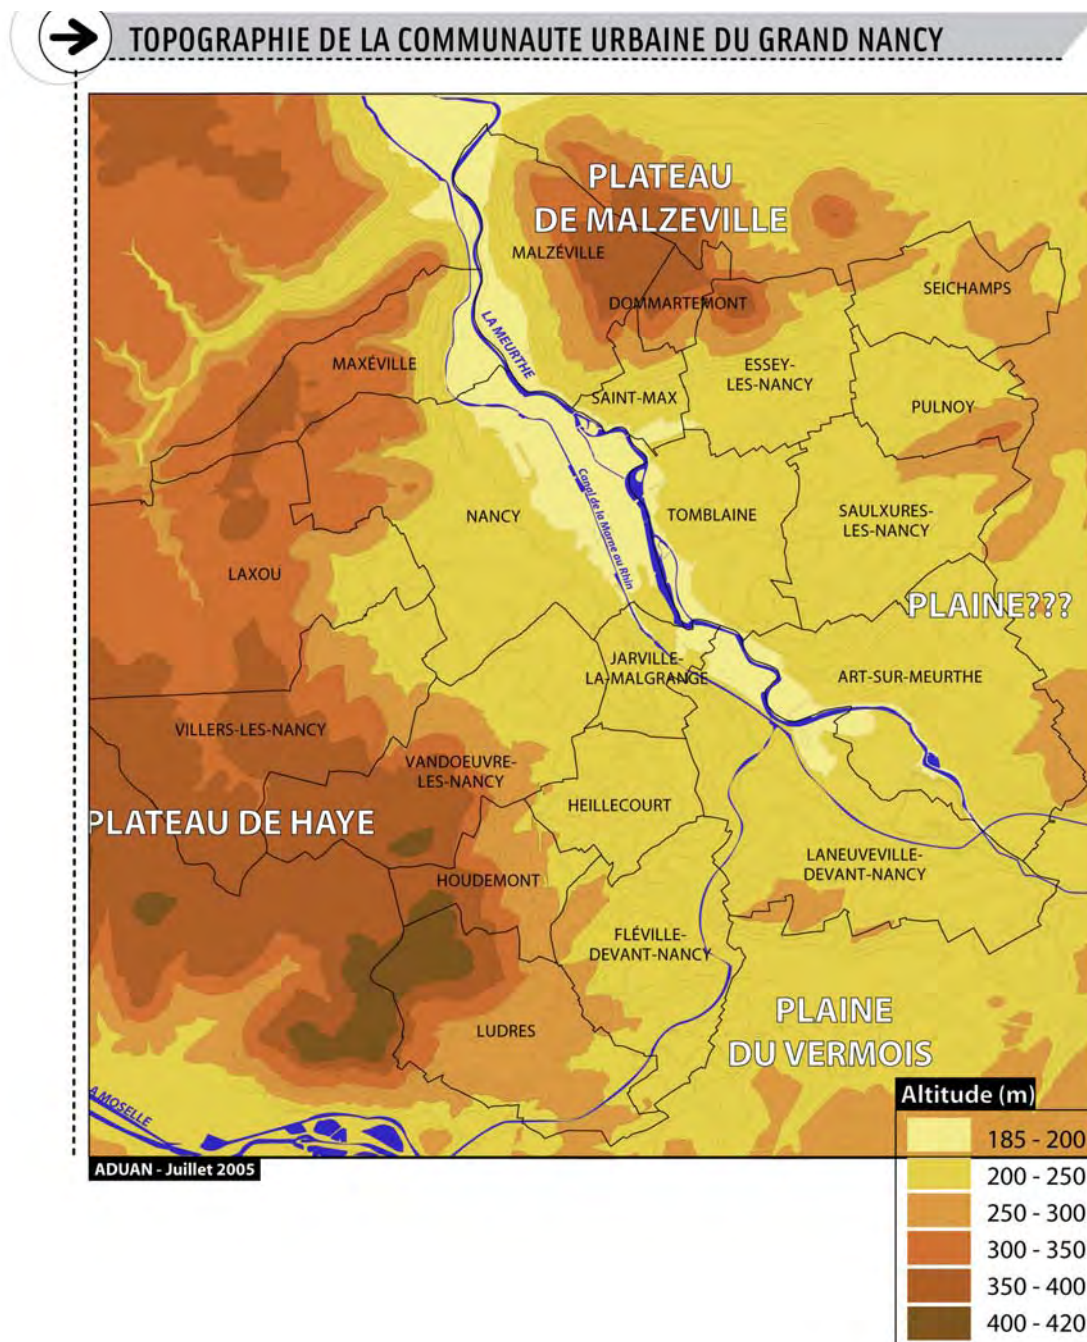 TOPOGRAPHIE DE LA COMMUNAUTE URBAINE DU GRAND NANCY
PLATEAU
DE MALZEVILLE
MALZÉVILLE
SEICHAMPS
DOMMARTEMONT
LA MEURTHE
MAXÉVILLE
ESSEY-
LES-NANCY
SAINT-MAX
PULNOY
Canal de la Marne au Rhin
NANCY
TOMBLAINE
SAULXURES-
LES-NANCY
LAXOU
PLAINE???
JARVILLE-
LA-MALGRANGE
ART-SUR-MEURTHE
VILLERS-LES-NANCY
VANDOEUVRE-
LES-NANCY
HEILLECOURT
PLATEAU DE HAYE
LANEUVEVILLE-
DEVANT-NANCY
HOUDEMONT
FLÉVILLE-
DEVANT-NANCY
LUDRES
PLAINE
DU VERMOIS
A MOSELLE
ADUAN - Juillet 2005
Altitude (m)
185 - 200
200 - 250
250 - 300
300 - 350
350 - 400
400 - 420